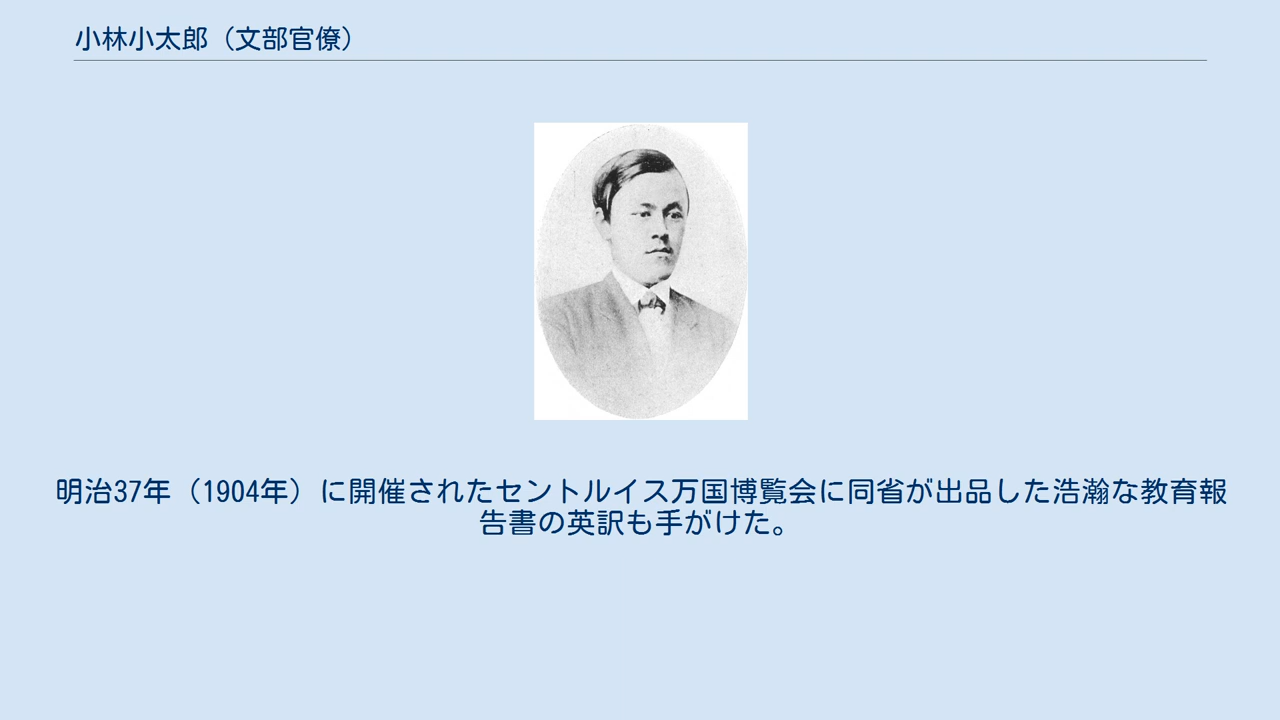 小林小太郎（文部官僚）
明治37年（1904年）に開催されたセントルイス万国博覧会に同省が出品した浩瀚な教育報
告書の英訳も手がけた。